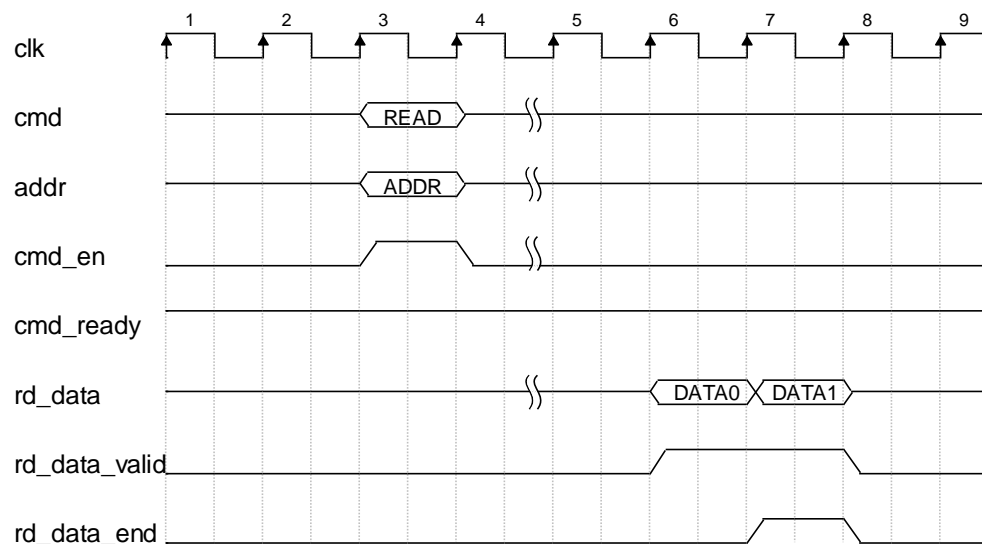 1 2 3 4 5 6 7 8 9
clk
cmd READ
addr ADDR
cmd_en
cmd_ready
rd_data DATA0 DATA1
rd_data_valid
rd_data_end